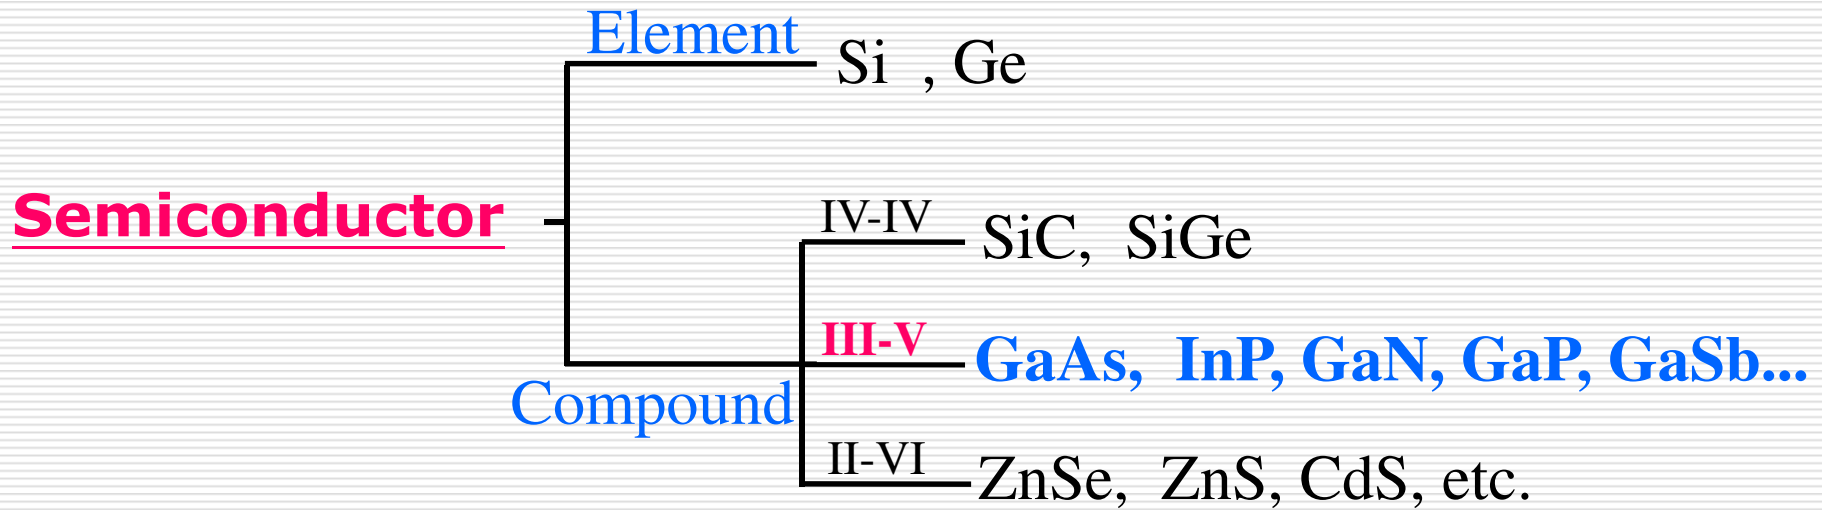 Element
Si , Ge
Semiconductor
IV-IV
SiC, SiGe
III-V
GaAs, InP, GaN, GaP, GaSb...
Compound
II-VI
ZnSe, ZnS, CdS, etc.